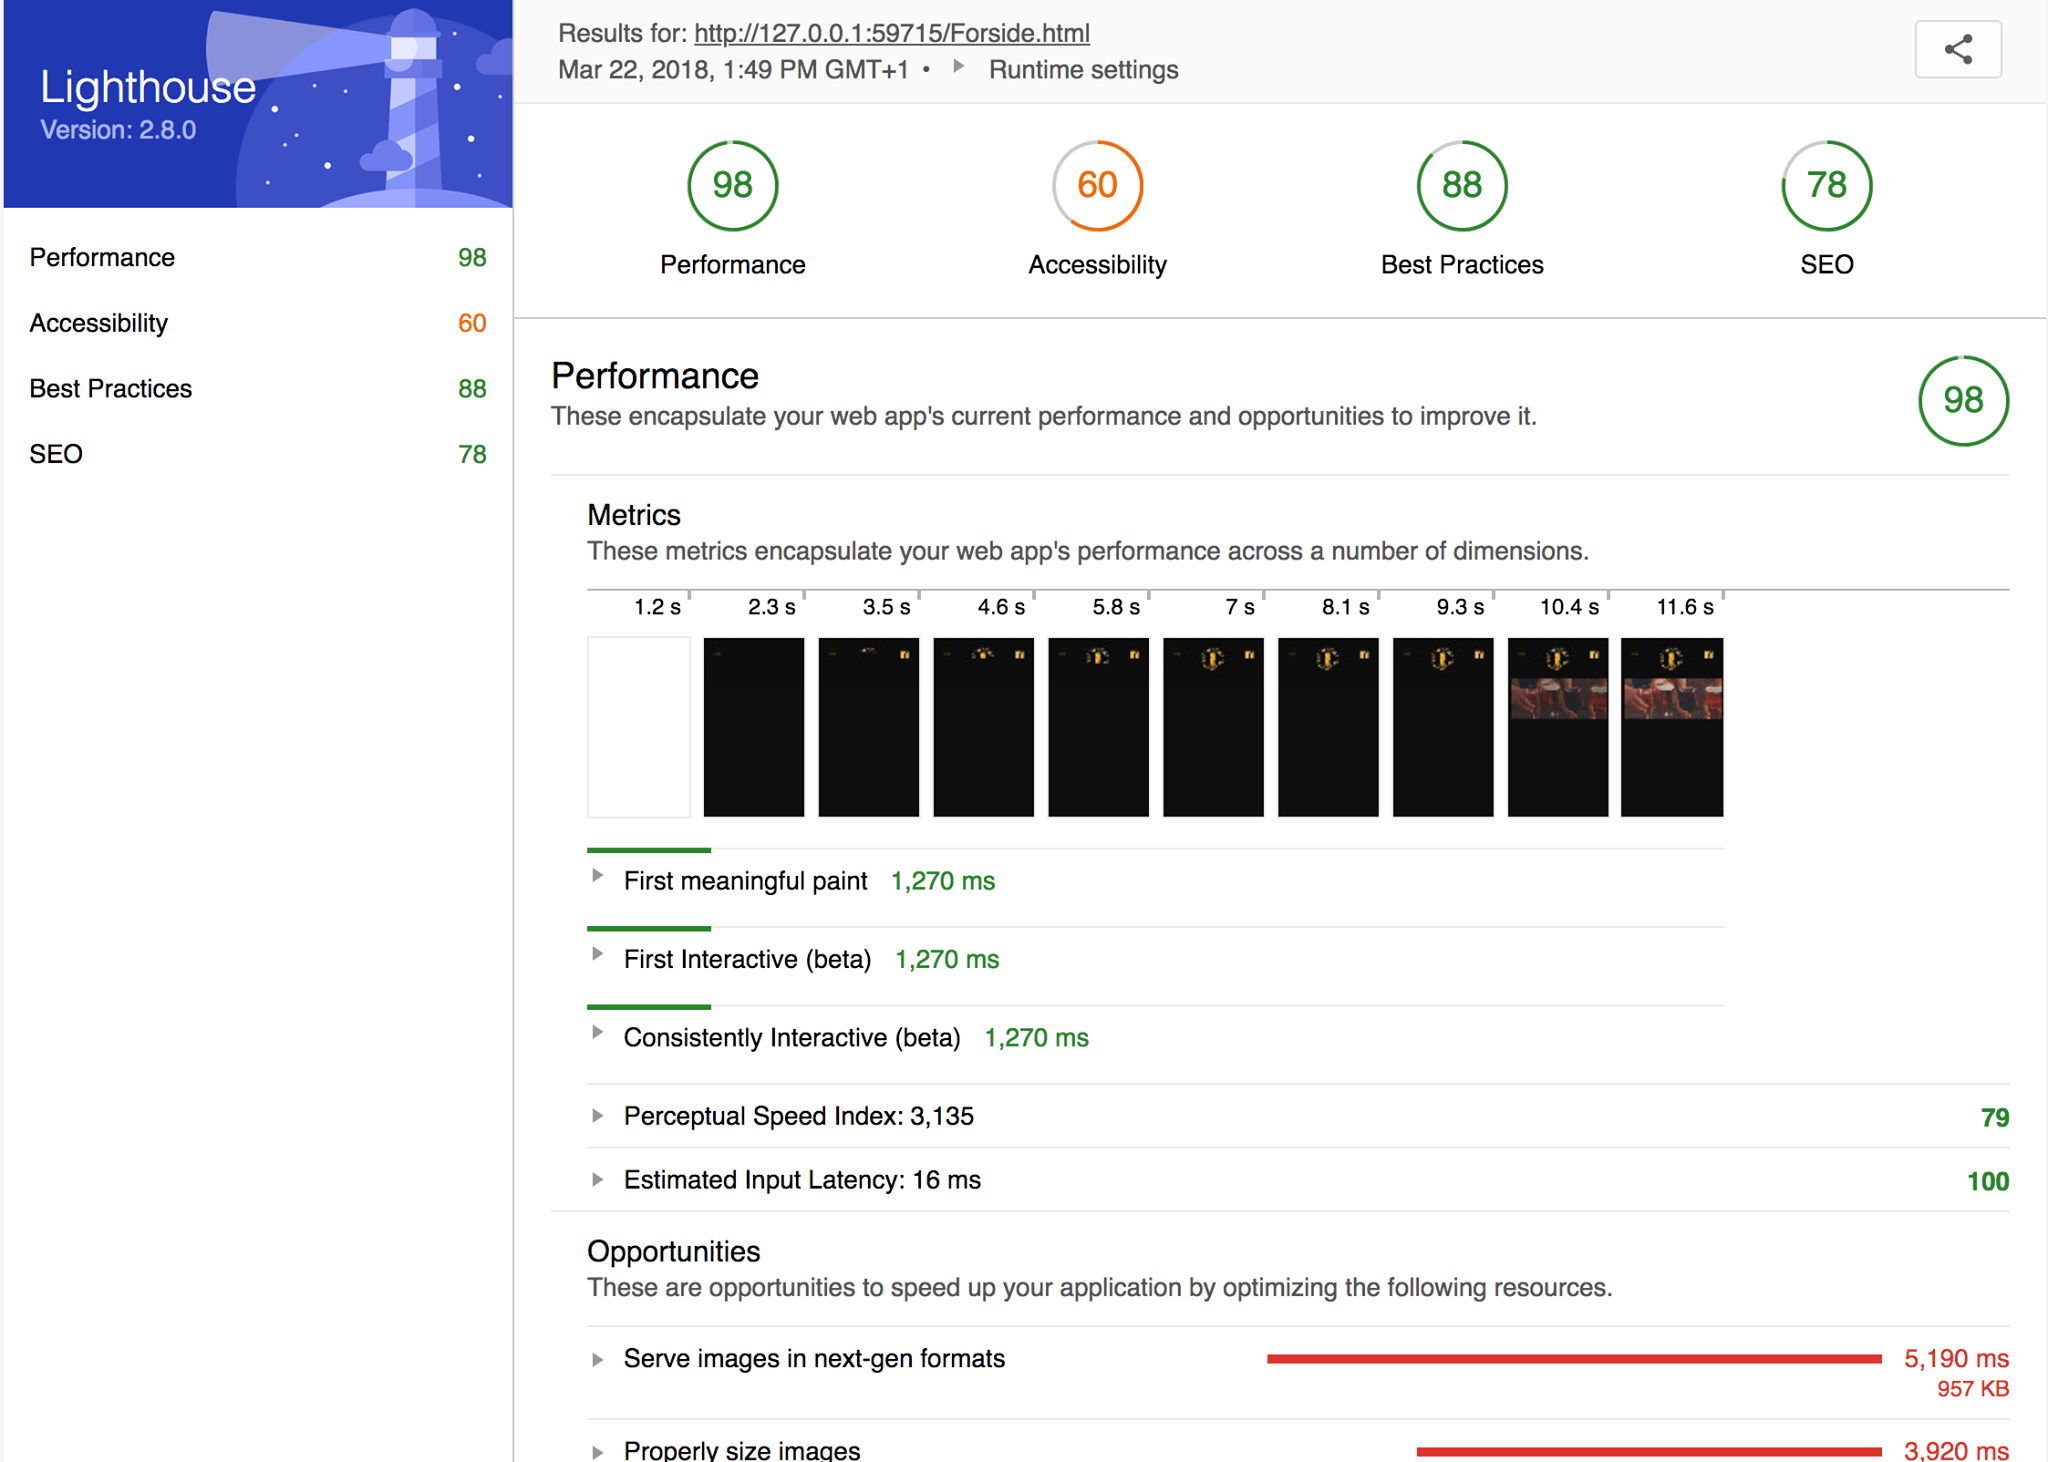 Lighthouse
Version: 2.8.0
Performance 98
Accessibility 60
Best Practices 88
SEO 78
Results for: http://127.0.0.1:59715/Forside.html
Mar 22, 2018, 1:49 PM GMT+1 • Runtime settings
98 60 88 78
Performance Accessibility Best Practices SEO
Performance
These encapsulate your web app's current performance and opportunities to improve it.
98
Metrics
These metrics encapsulate your web app's performance across a number of dimensions.
1.2 s 2.3 s 3.5 s 4.6 s 5.8 s 7 s 8.1 s 9.3 s 10.4 s 11.6 s
First meaningful paint 1,270 ms
First Interactive (beta) 1,270 ms
Consistently Interactive (beta) 1,270 ms
Perceptual Speed Index: 3,135 79
Estimated Input Latency: 16 ms 100
Opportunities
These are opportunities to speed up your application by optimizing the following resources.
Serve images in next-gen formats 5,190 ms
957 KB
Properly size images 3,920 ms